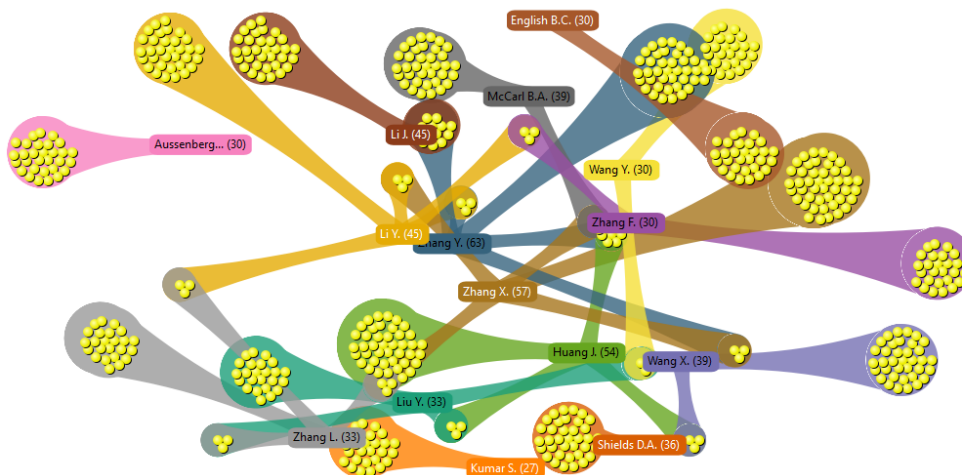 English B.C. (30)
McCarl B.A. (39)
Li J. (45)
Aussenberg... (30)
Wang Y. (30)
Zhang F. (30)
Li Y. (45)
Zhang Y. (63)
Zhang X. (57)
Huang J. (54)
Wang X. (39)
Liu Y. (33)
Zhang L. (33)
Shields D.A. (36)
Kumar S. (27)